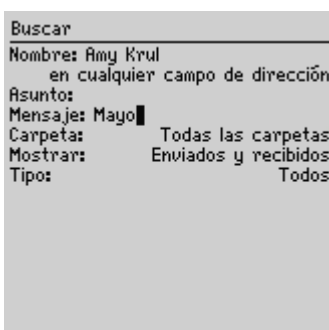 Buscar
Nombre: Amy Krul
en cualquier campo de dirección
Asunto:
Mensaje: Mayo
Carpeta: Todas las carpetas
Mostrar: Enviados y recibidos
Tipo: Todos